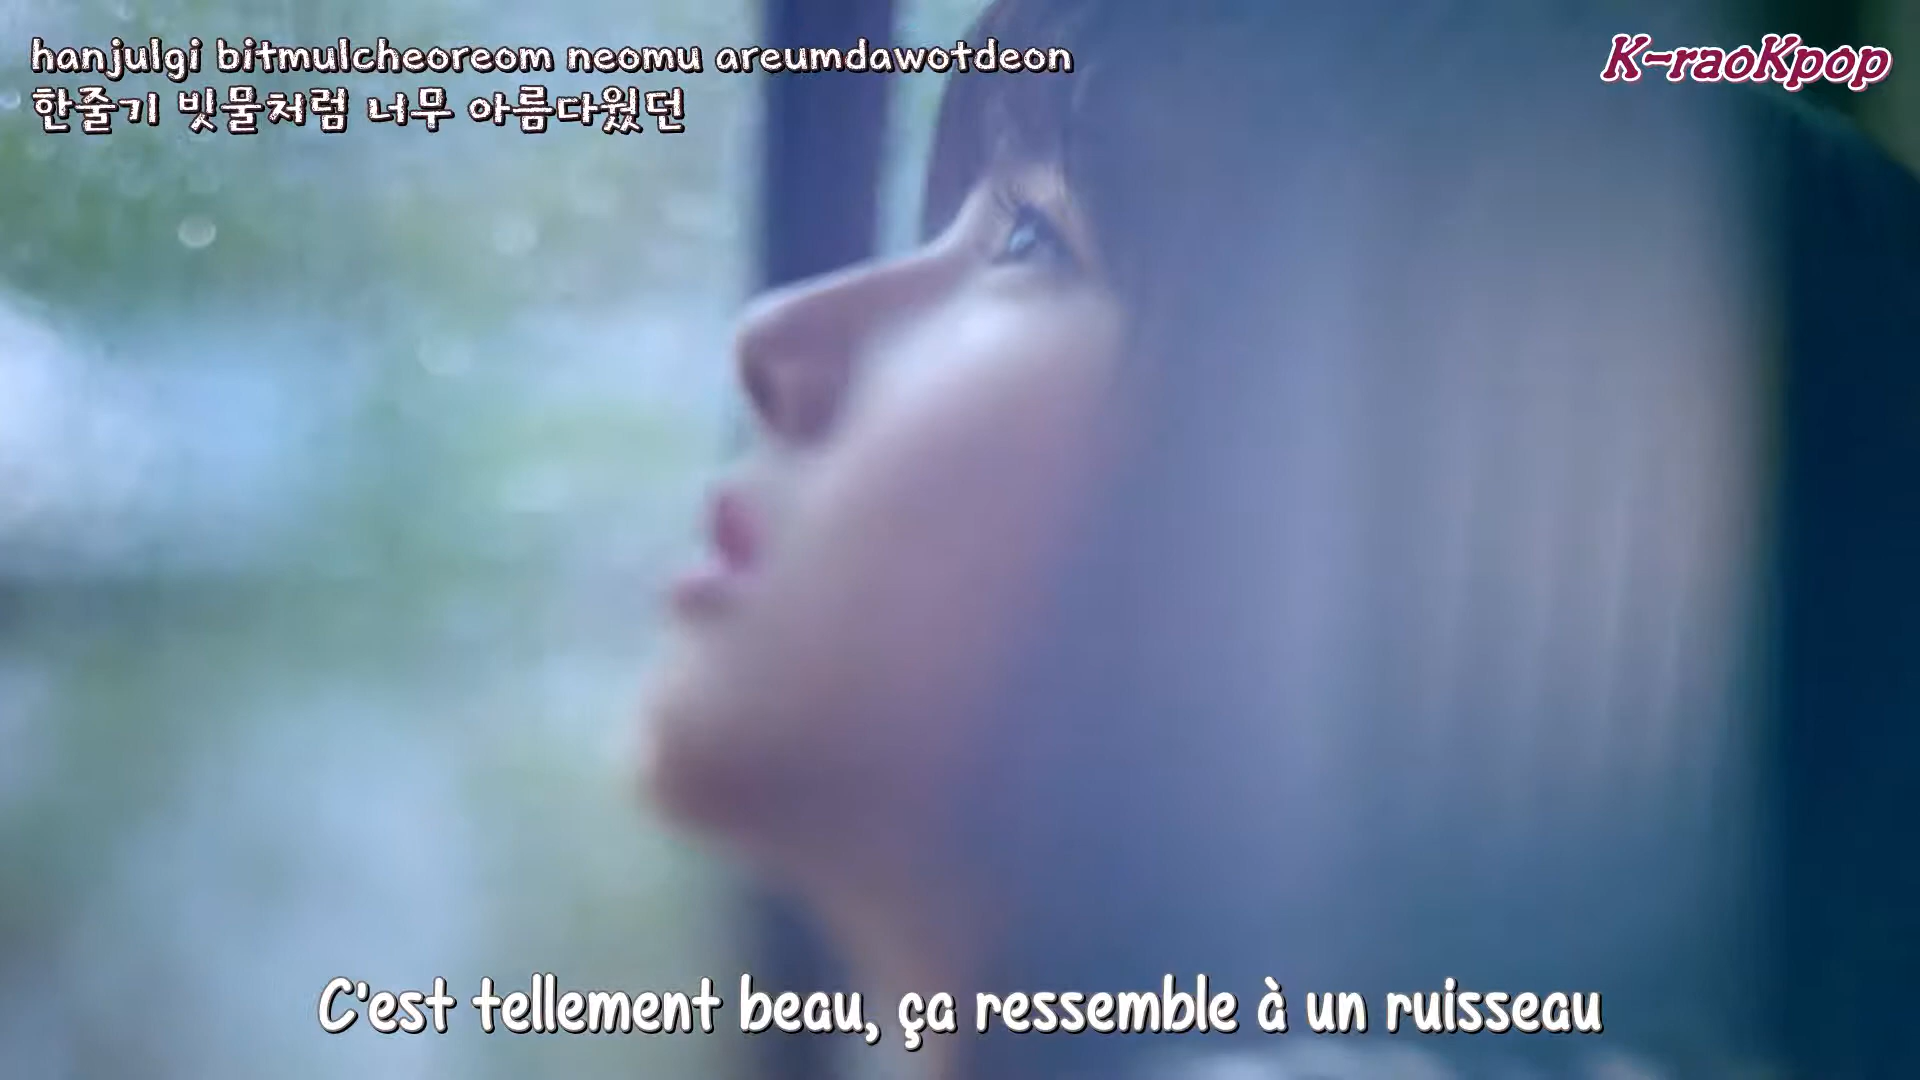 hanjulgi bitmulcheoreom neomu areumdawotdeon
한줄기 빗물처럼 너무 아름다웠던
K-raoKpop
C'est tellement beau, ça ressemble à un ruisseau